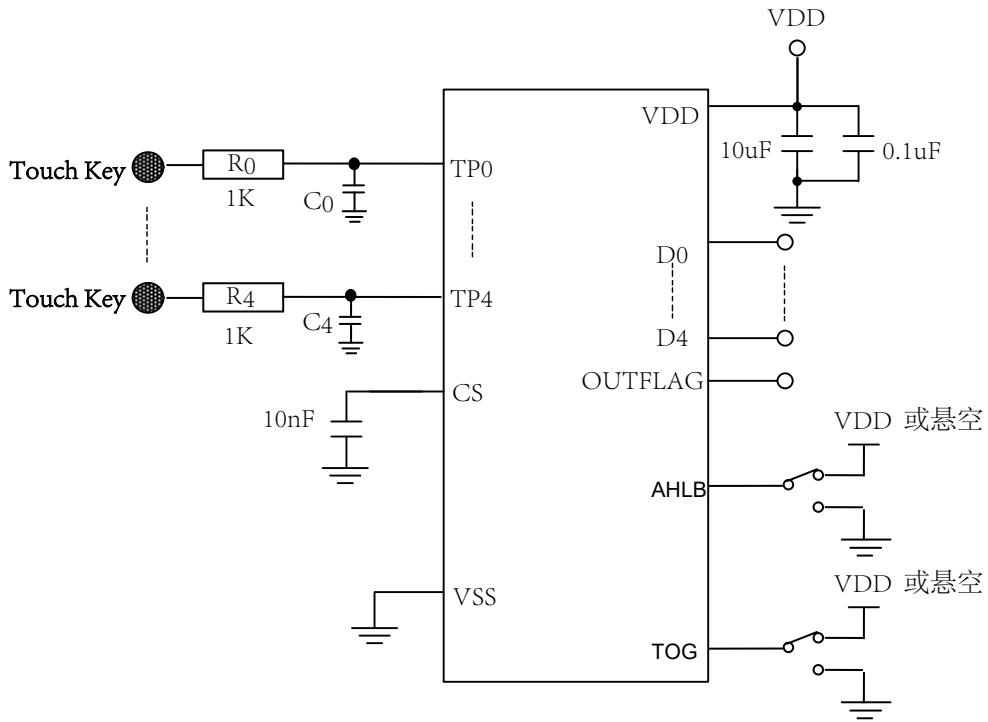 VDD
VDD
10uF
0.1uF
Touch Key
R0
1K
C0
TP0
Touch Key
R4
1K
C4
TP4
D0
D4
OUTFLAG
CS
10nF
VDD 或悬空
AHLB
VSS
VDD 或悬空
TOG